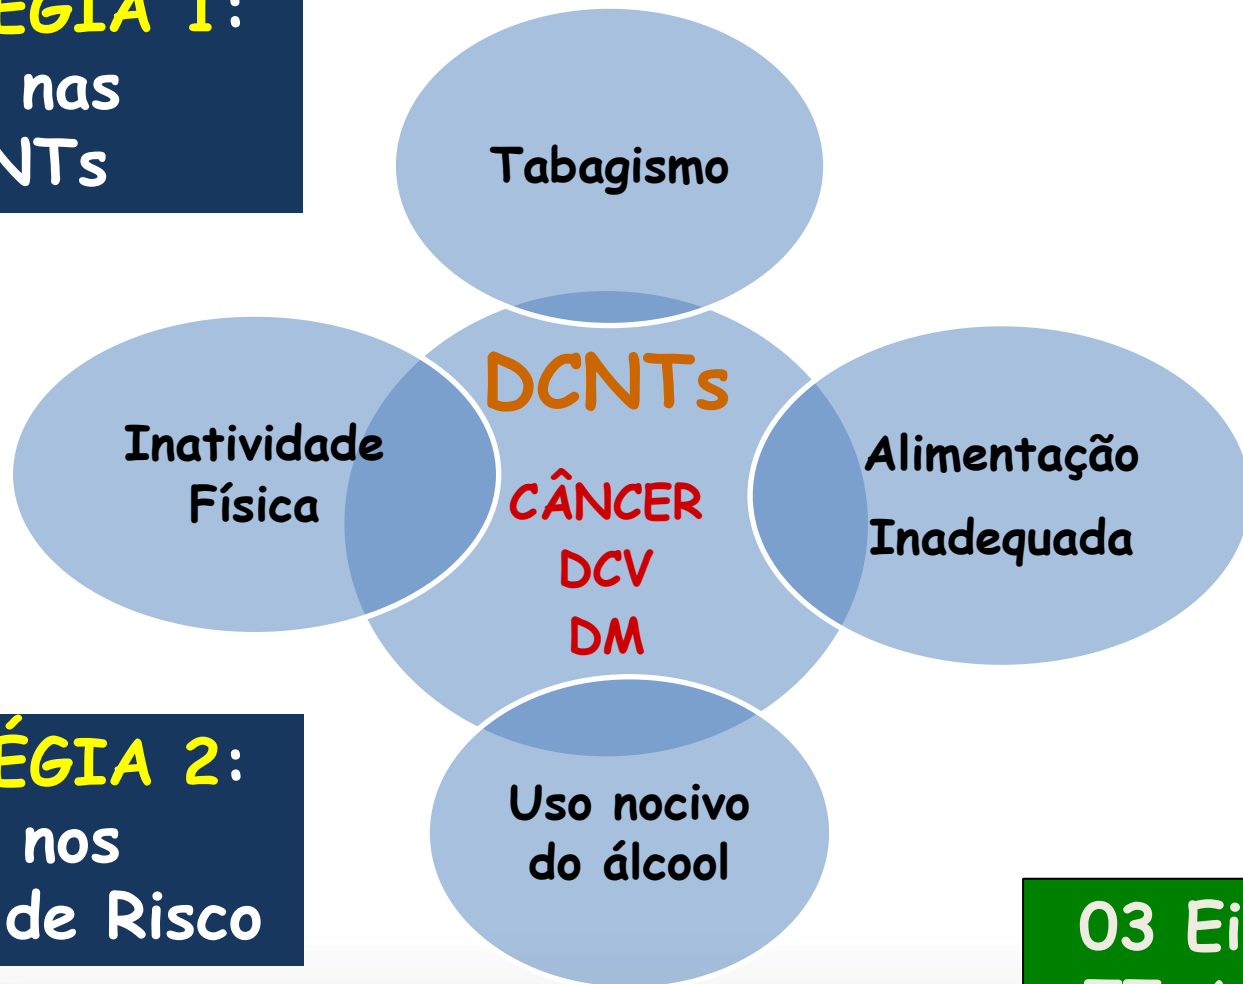 ÉGIA 1:
nas
NTs
Tabagismo
DCNTs
CÂNCER
DCV
DM
Inatividade
Física
Alimentação
Inadequada
Uso nocivo
do álcool
ÉGIA 2:
nos
de Risco
03 Ei